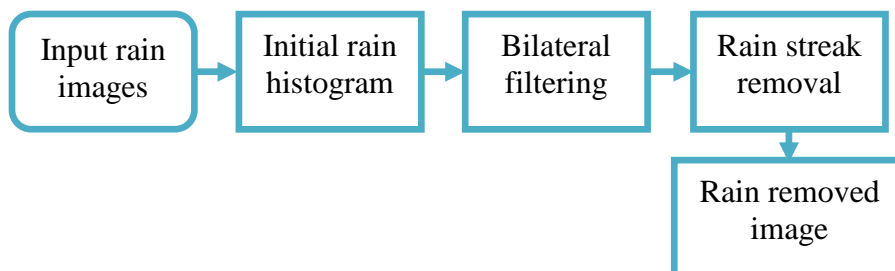 Input rain
images
Initial rain
histogram
Bilateral
filtering
Rain streak
removal
Rain removed
image